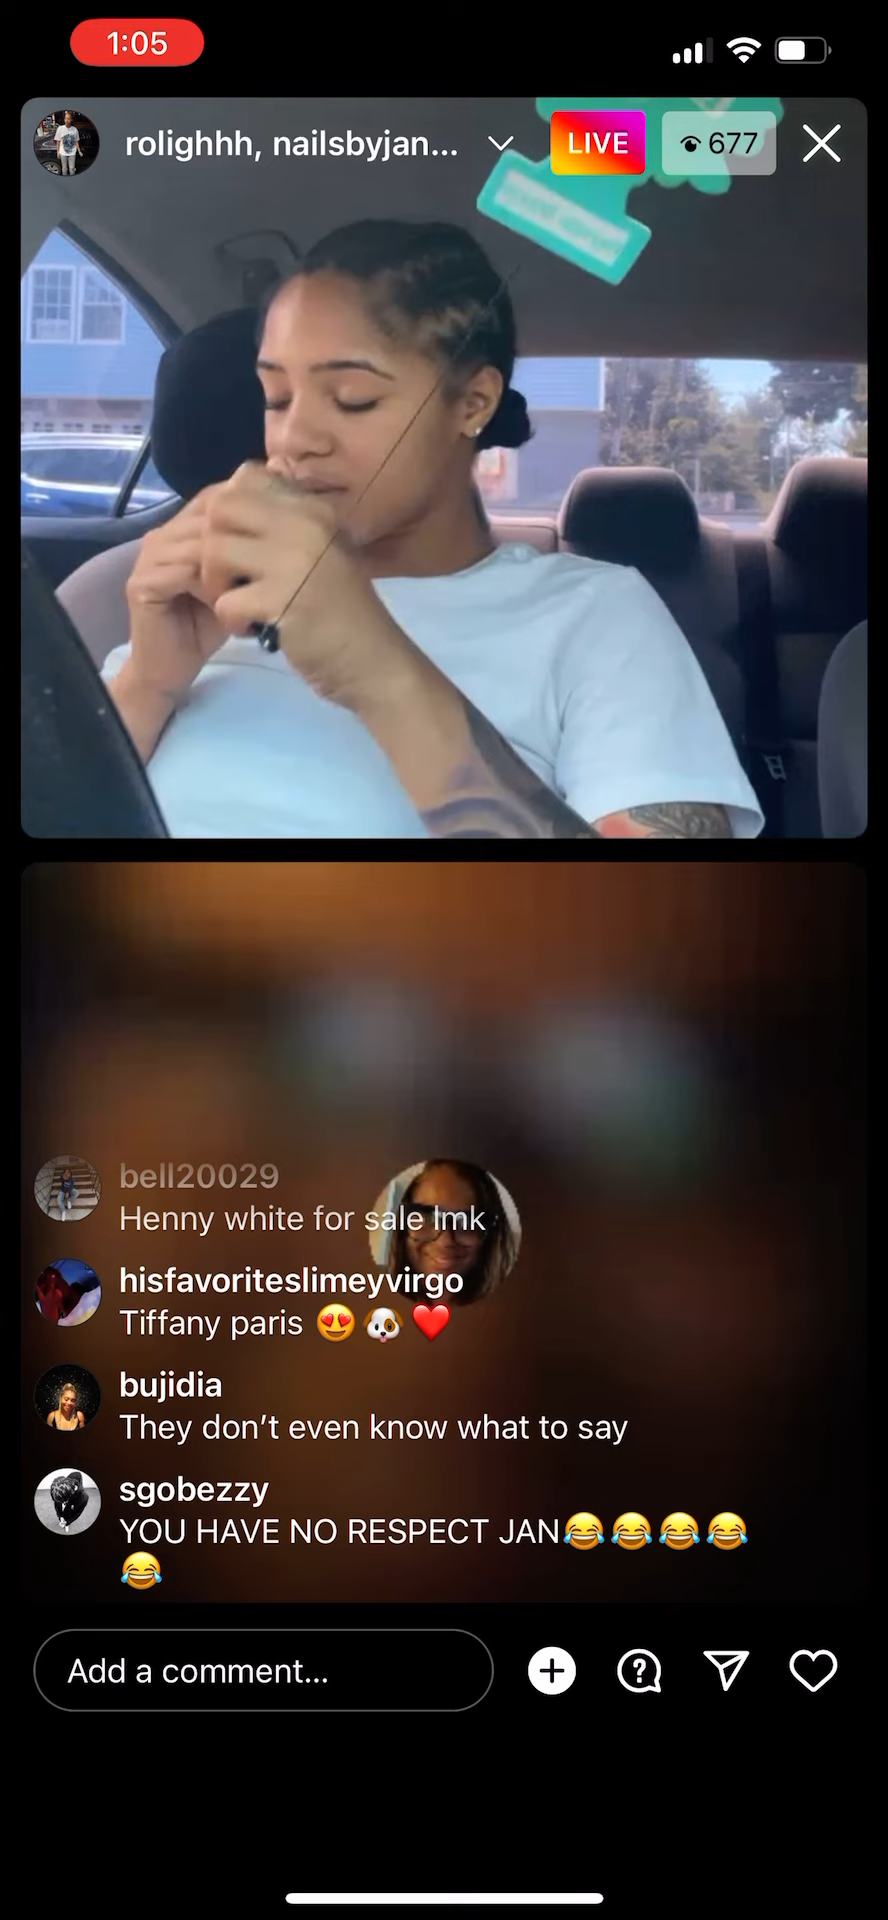 1:05
rolighhh, nailsbyjan...
LIVE
677
bell20029
Henny white for sale lmk
hisfavoriteslimeyvirgo
Tiffany paris 😍🐶❤️
bujidia
They don’t even know what to say
sgobezzy
YOU HAVE NO RESPECT JAN😂😂😂😂
😂
Add a comment...